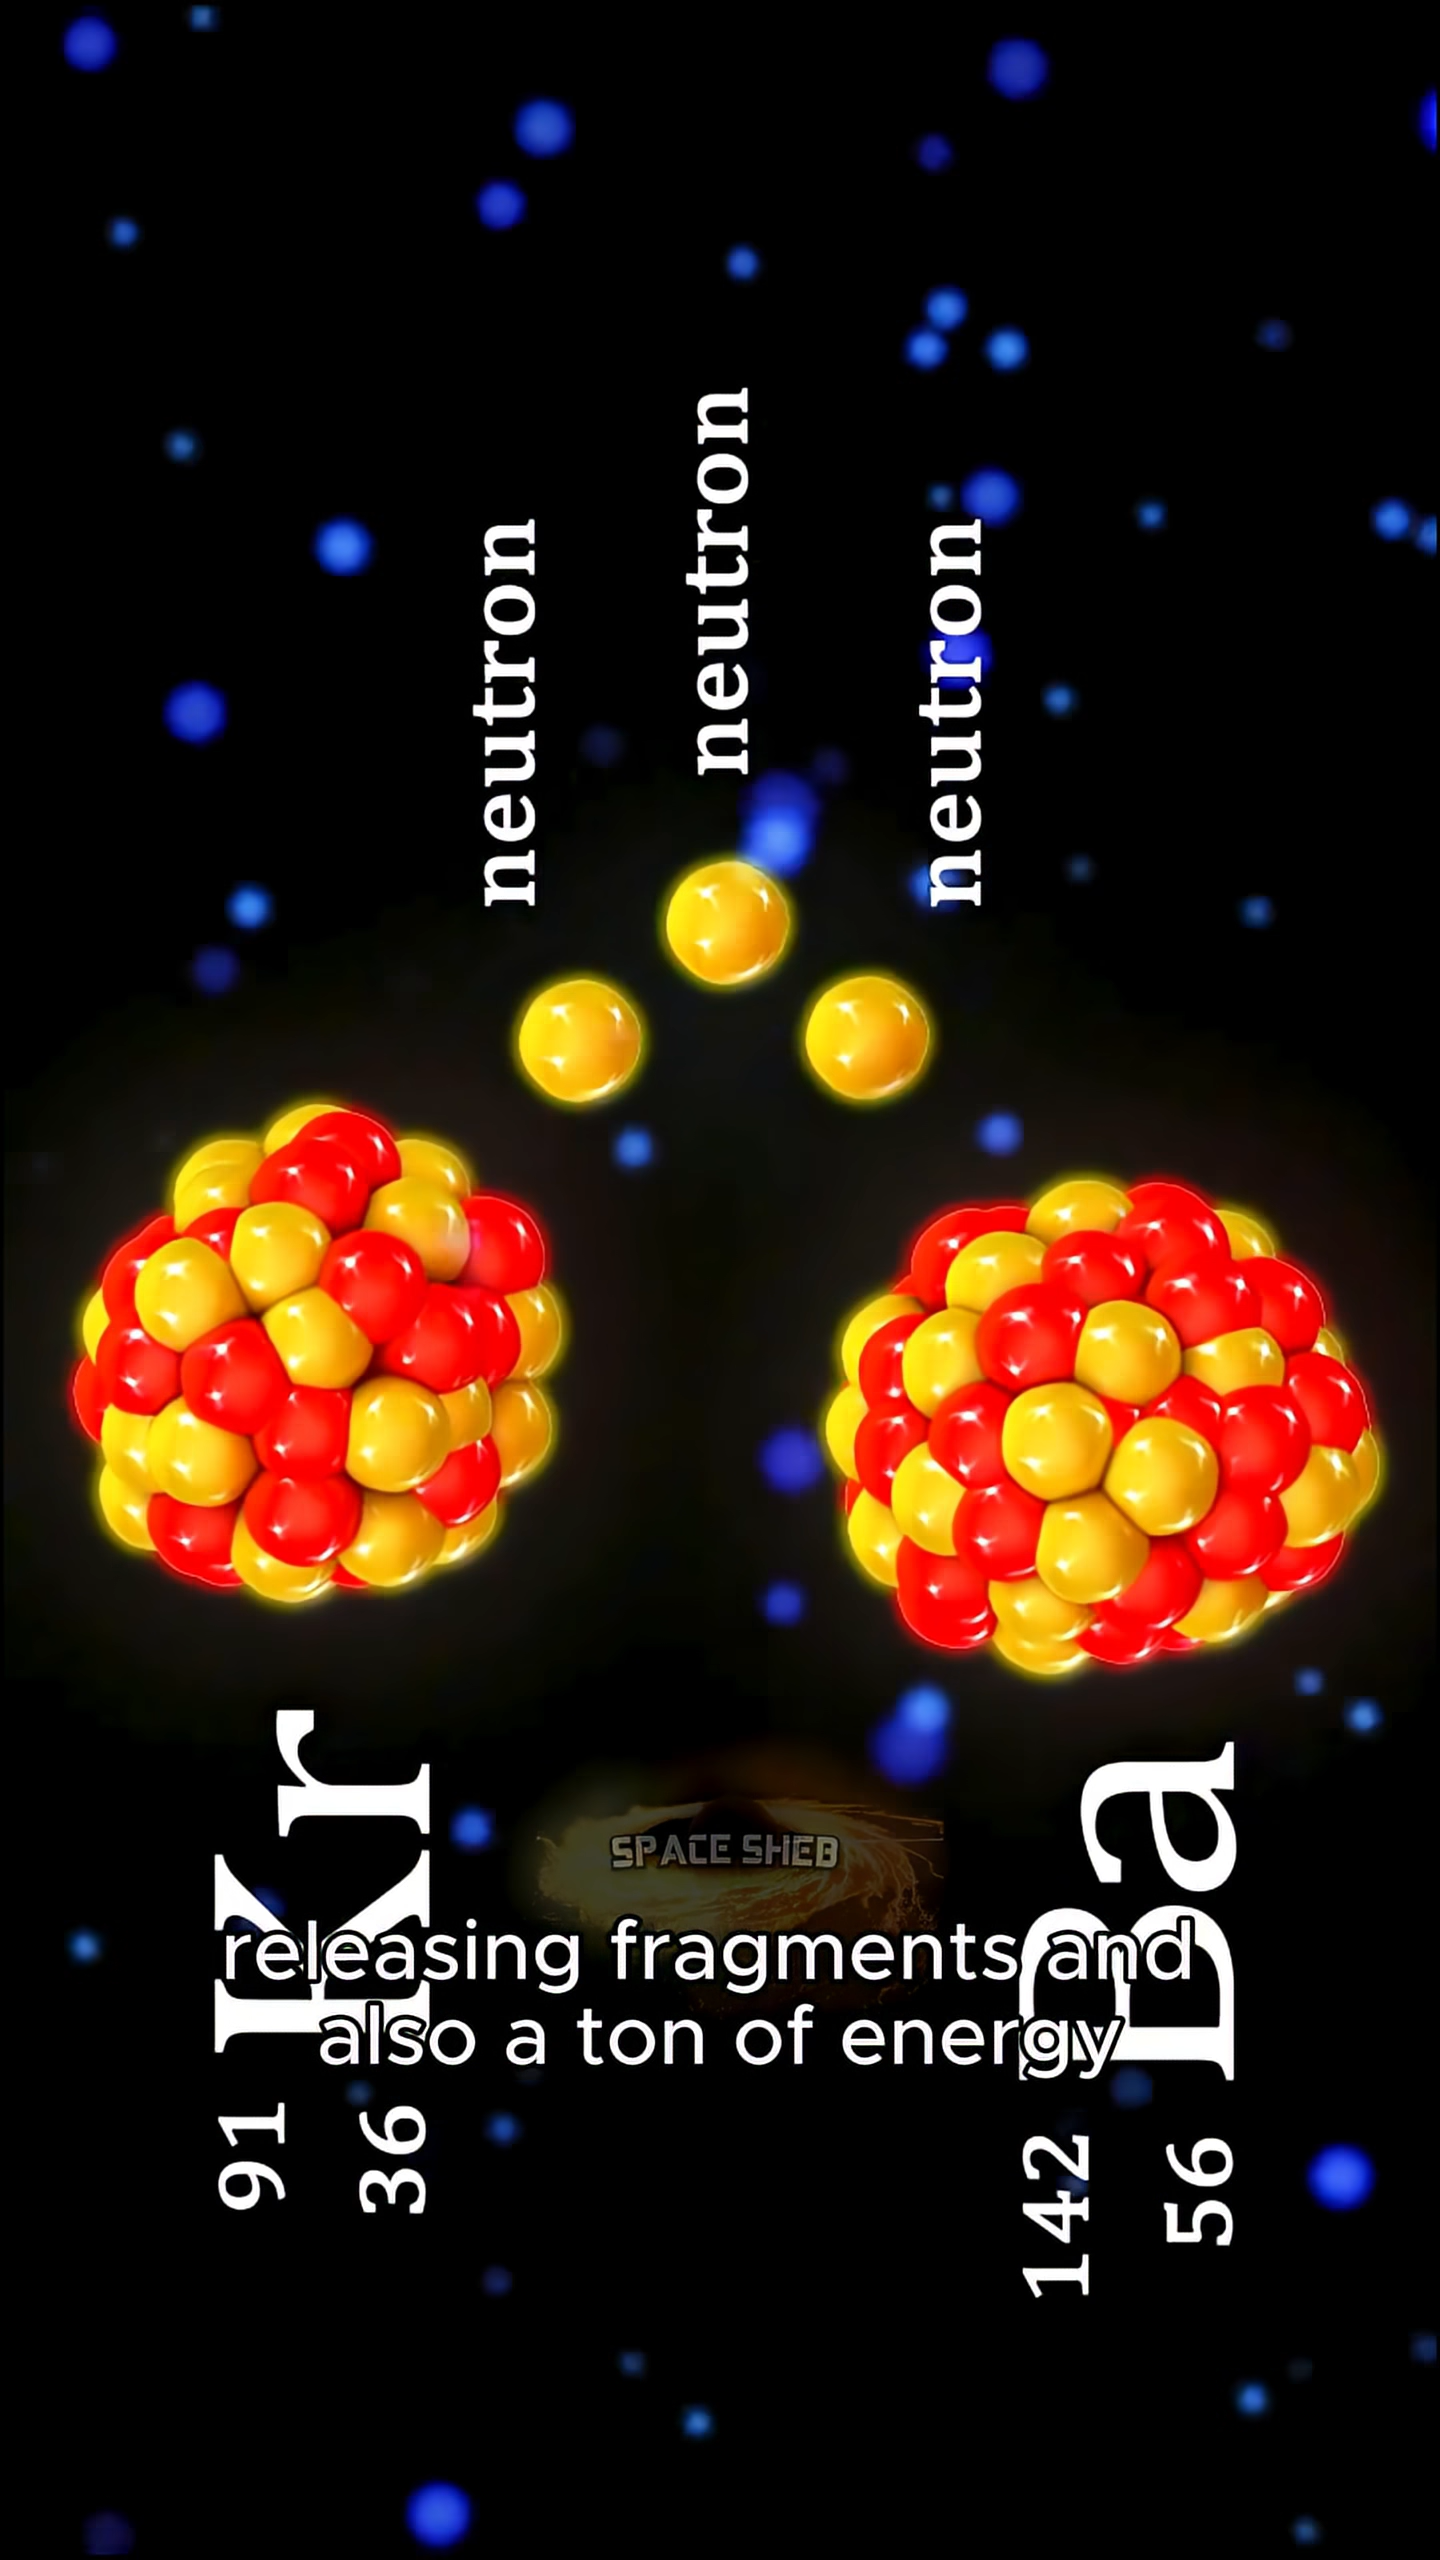 neutron
neutron
neutron
SPACE SHEB
91
36
Kr
142
56
Ba
releasing fragments and
also a ton of energy